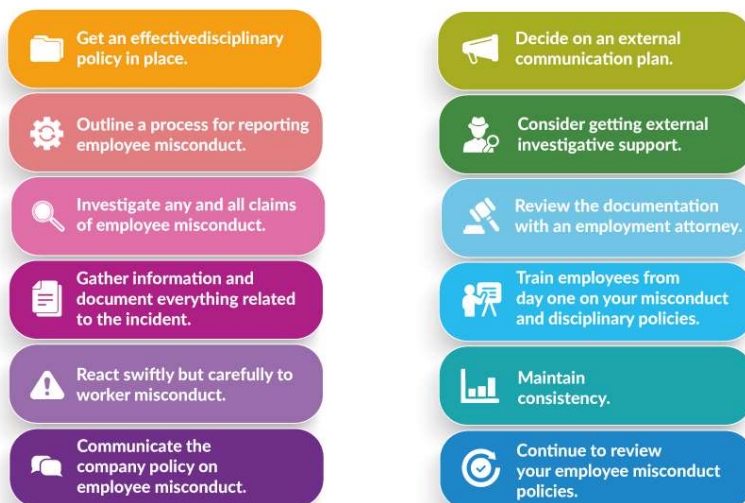 Get an effectivedisciplinary
policy in place.
Outline a process for reporting
employee misconduct.
Investigate any and all claims
of employee misconduct.
Gather information and
document everything related
to the incident.
React swiftly but carefully to
worker misconduct.
Communicate the
company policy on
employee misconduct.
Decide on an external
communication plan.
Consider getting external
investigative support.
Review the documentation
with an employment attorney.
Train employees from
day one on your misconduct
and disciplinary policies.
Maintain
consistency.
Continue to review
your employee misconduct
policies.